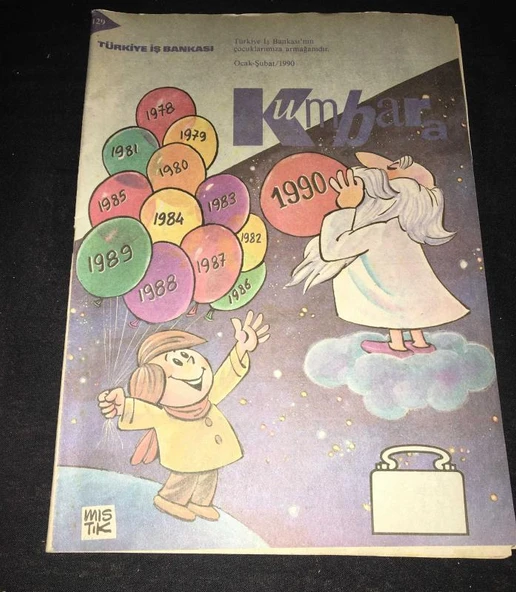 129
TÜRKİYE İŞ BANKASI
Türkiye İş Bankası'nın
çocuklarımıza armağanıdır.
Ocak-Şubat/1990
Kumbara
1978
1979
1981
1980
1985
1983
1984
1982
1989
1988
1987
1986
1990
MIS
TIK